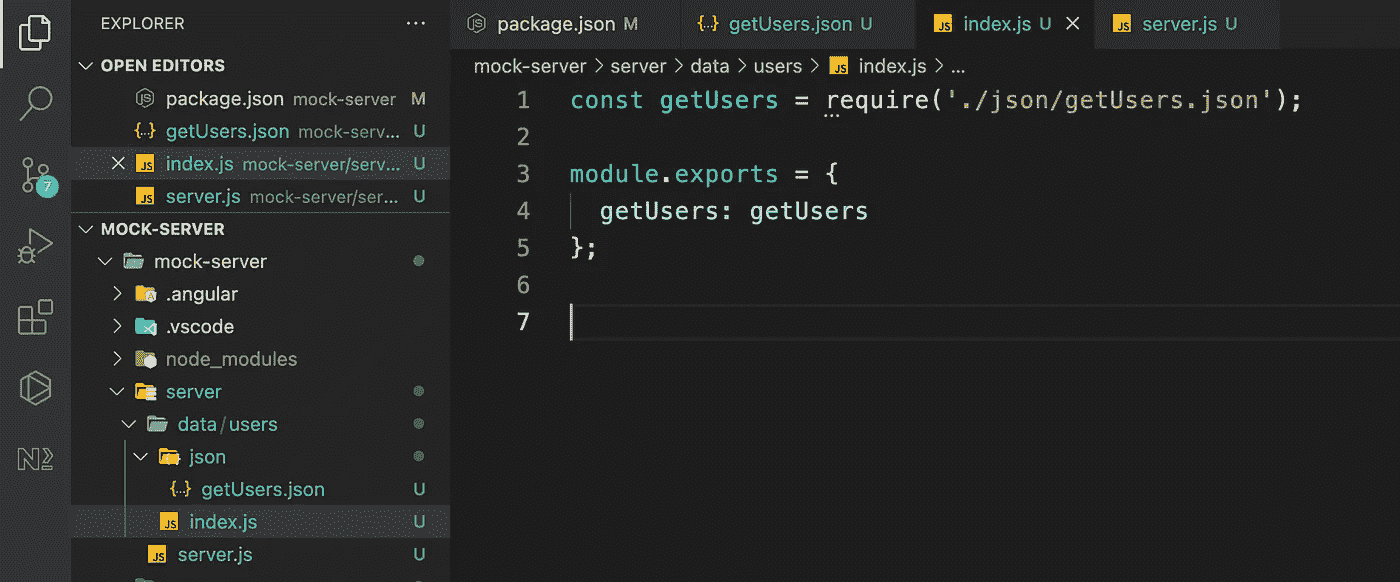 EXPLORER ...
OPEN EDITORS
package.json mock-server M
{..} getUsers.json mock-serv... U
JS index.js mock-server/serv... U
JS server.js mock-server/ser... U
MOCK-SERVER
mock-server
.angular
.vscode
node_modules
server
data/users
json
{..} getUsers.json U
JS index.js U
JS server.js U
7
N
package.json M {..} getUsers.json U JS index.js U JS server.js U
mock-server > server > data > users > JS index.js > ...
1 const getUsers = require('./json/getUsers.json');
2
3 module.exports = {
4 getUsers: getUsers
5 };
6
7